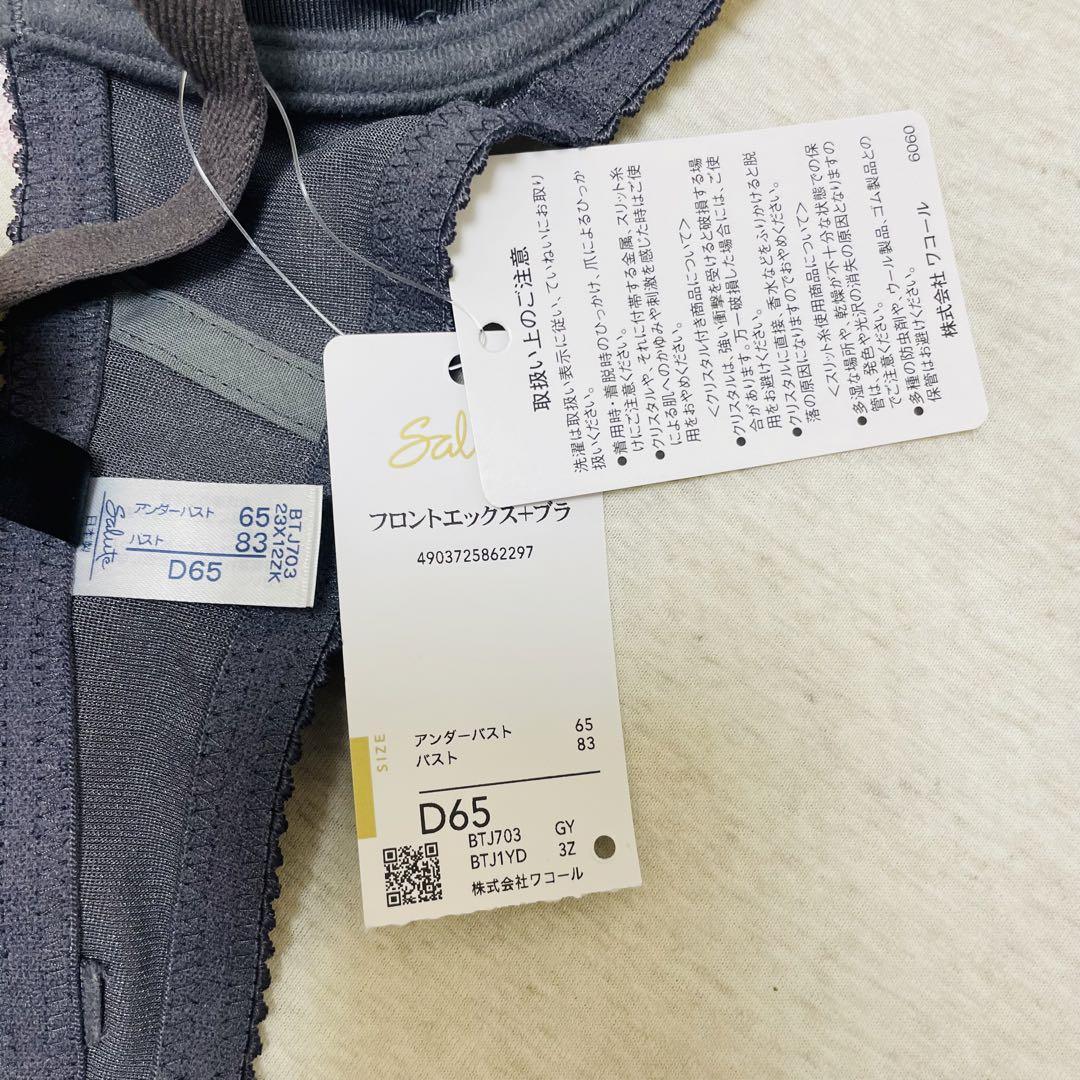 取扱い上のご注意
洗濯は取扱い表示に従い、ていねいにお取り
扱いください。
●着用時・着脱時のひっかけ、爪によるひっか
けにご注意ください。
●クリスタルや、それに付帯する金属、スリット糸
による肌へのかゆみや刺激を感じた時はご使
用をおやめください。
<クリスタル付き商品について>
●クリスタルは、強い衝撃を受けると破損する場
合があります。万一破損した場合には、ご使
用をお避けください。
●クリスタルに直接、香水などをふりかけると脱
落の原因になりますのでおやめください。
<スリット糸使用商品について>
●多湿な場所や、乾燥が不十分な状態での保
管は、発色や光沢の消失の原因となりますの
でご注意ください。
●多種の防虫剤や、ウール製品、ゴム製品との
保管はお避けください。
株式会社 ワコール
6060
Sal
フロントエックス+ブラ
4903725862297
SIZE
アンダーバスト 65
バスト 83
D65
BTJ703 GY
BTJ1YD 3Z
株式会社ワコール
Salute
日本製
アンダーバスト 65
バスト 83
D65
BTJ703
23X12ZK